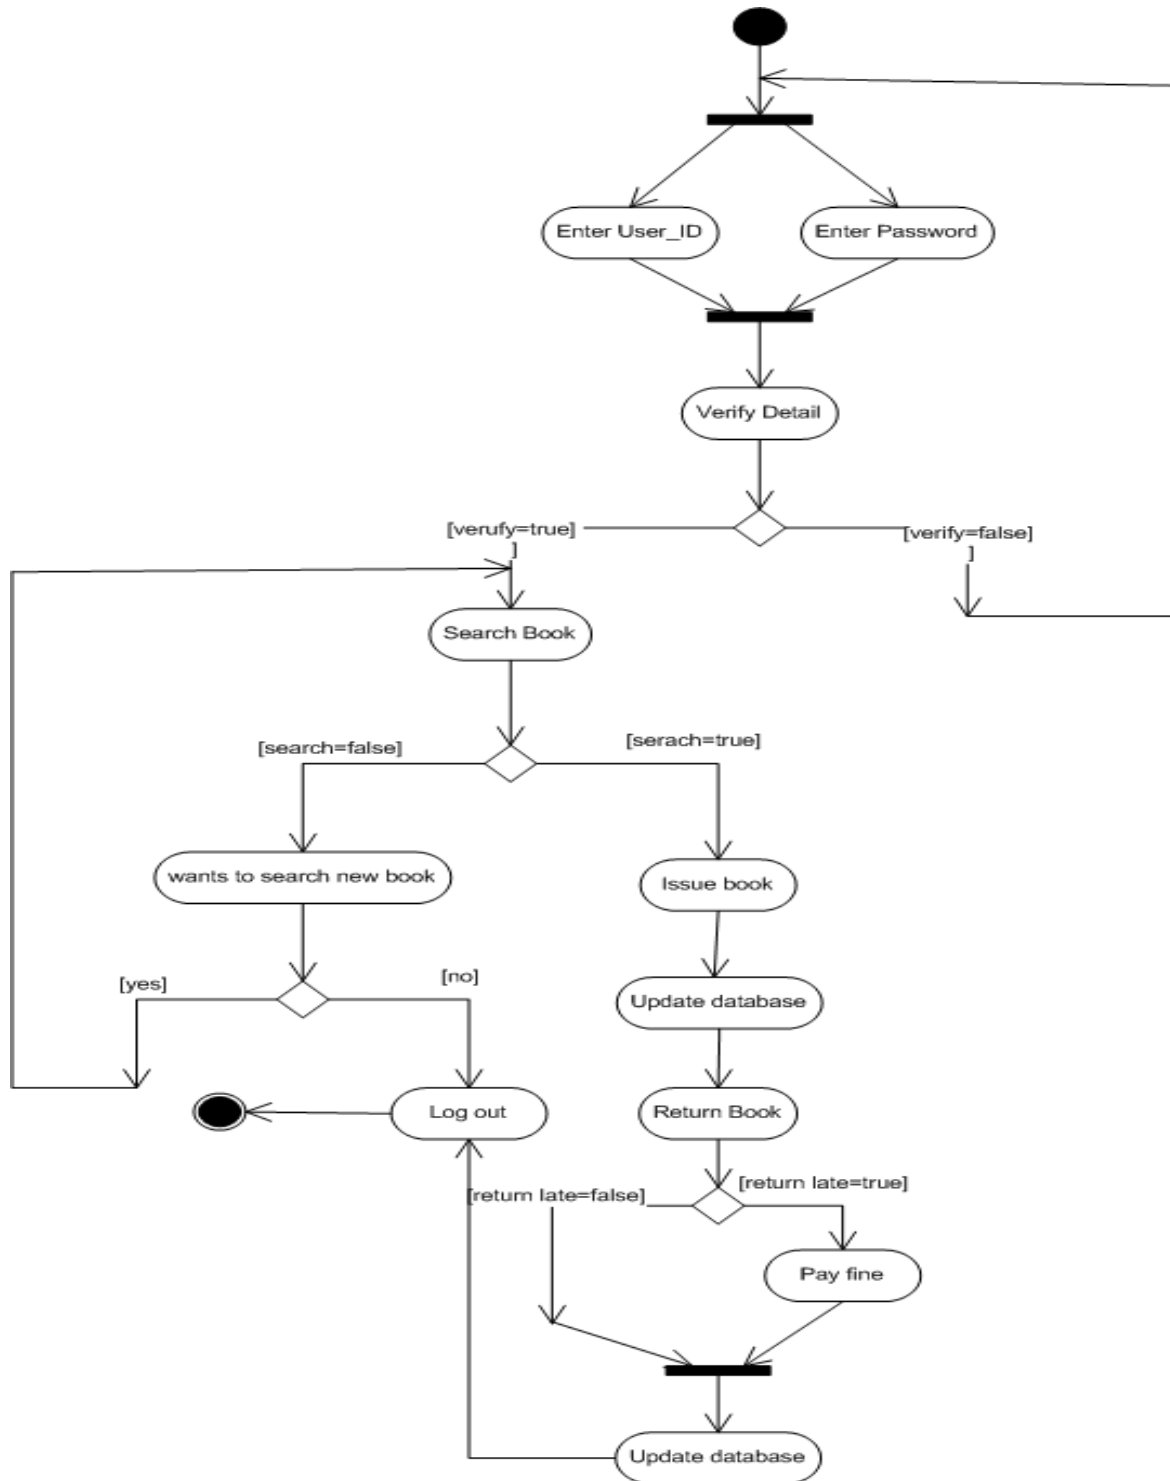 Enter User_ID
Enter Password
Verify Detail
[verufy=true]
]
[verify=false]
]
Search Book
[search=false]
[serach=true]
wants to search new book
Issue book
[yes]
[no]
Update database
Log out
Return Book
[return late=false]
[return late=true]
Pay fine
Update database